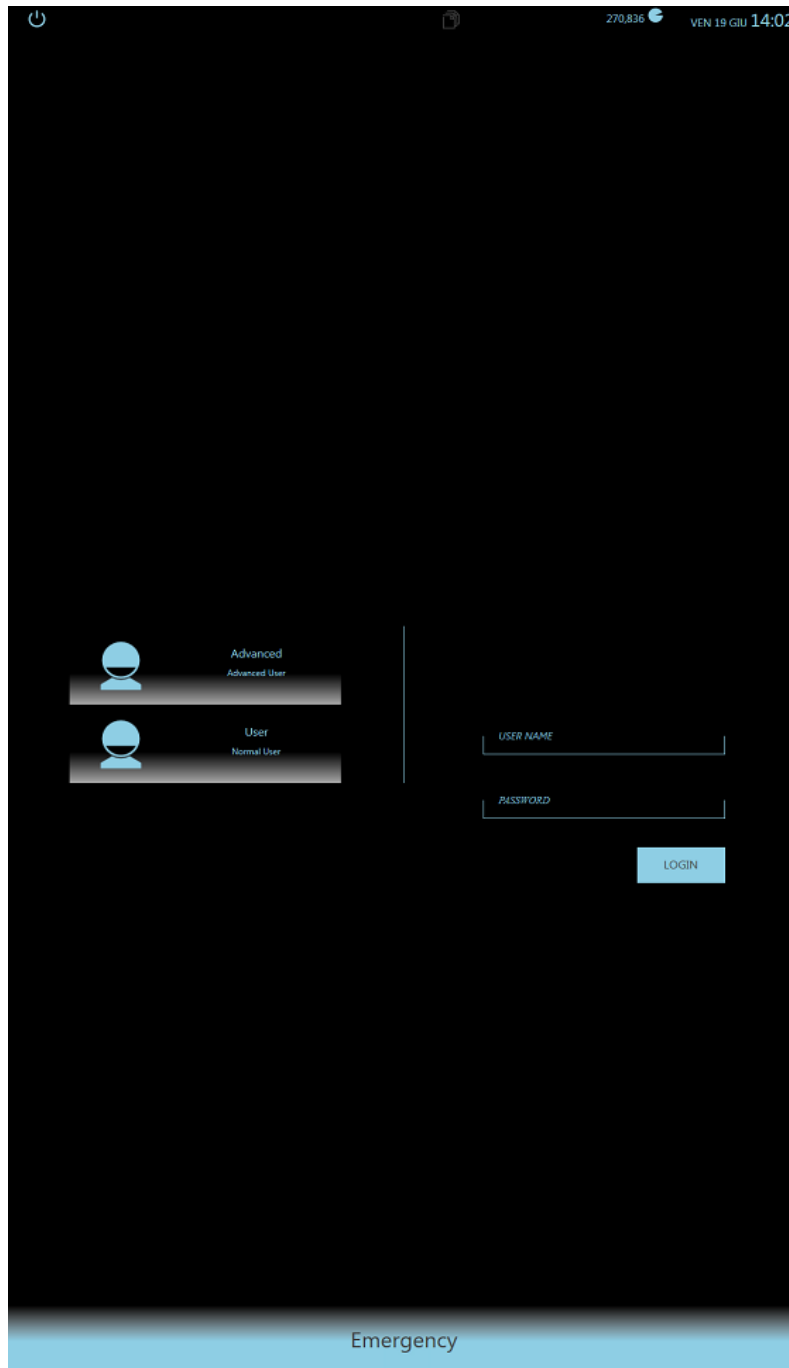 270,836
VEN 19 GIU 14:02
Advanced
Advanced User
User
Normal User
USER NAME
PASSWORD
LOGIN
Emergency